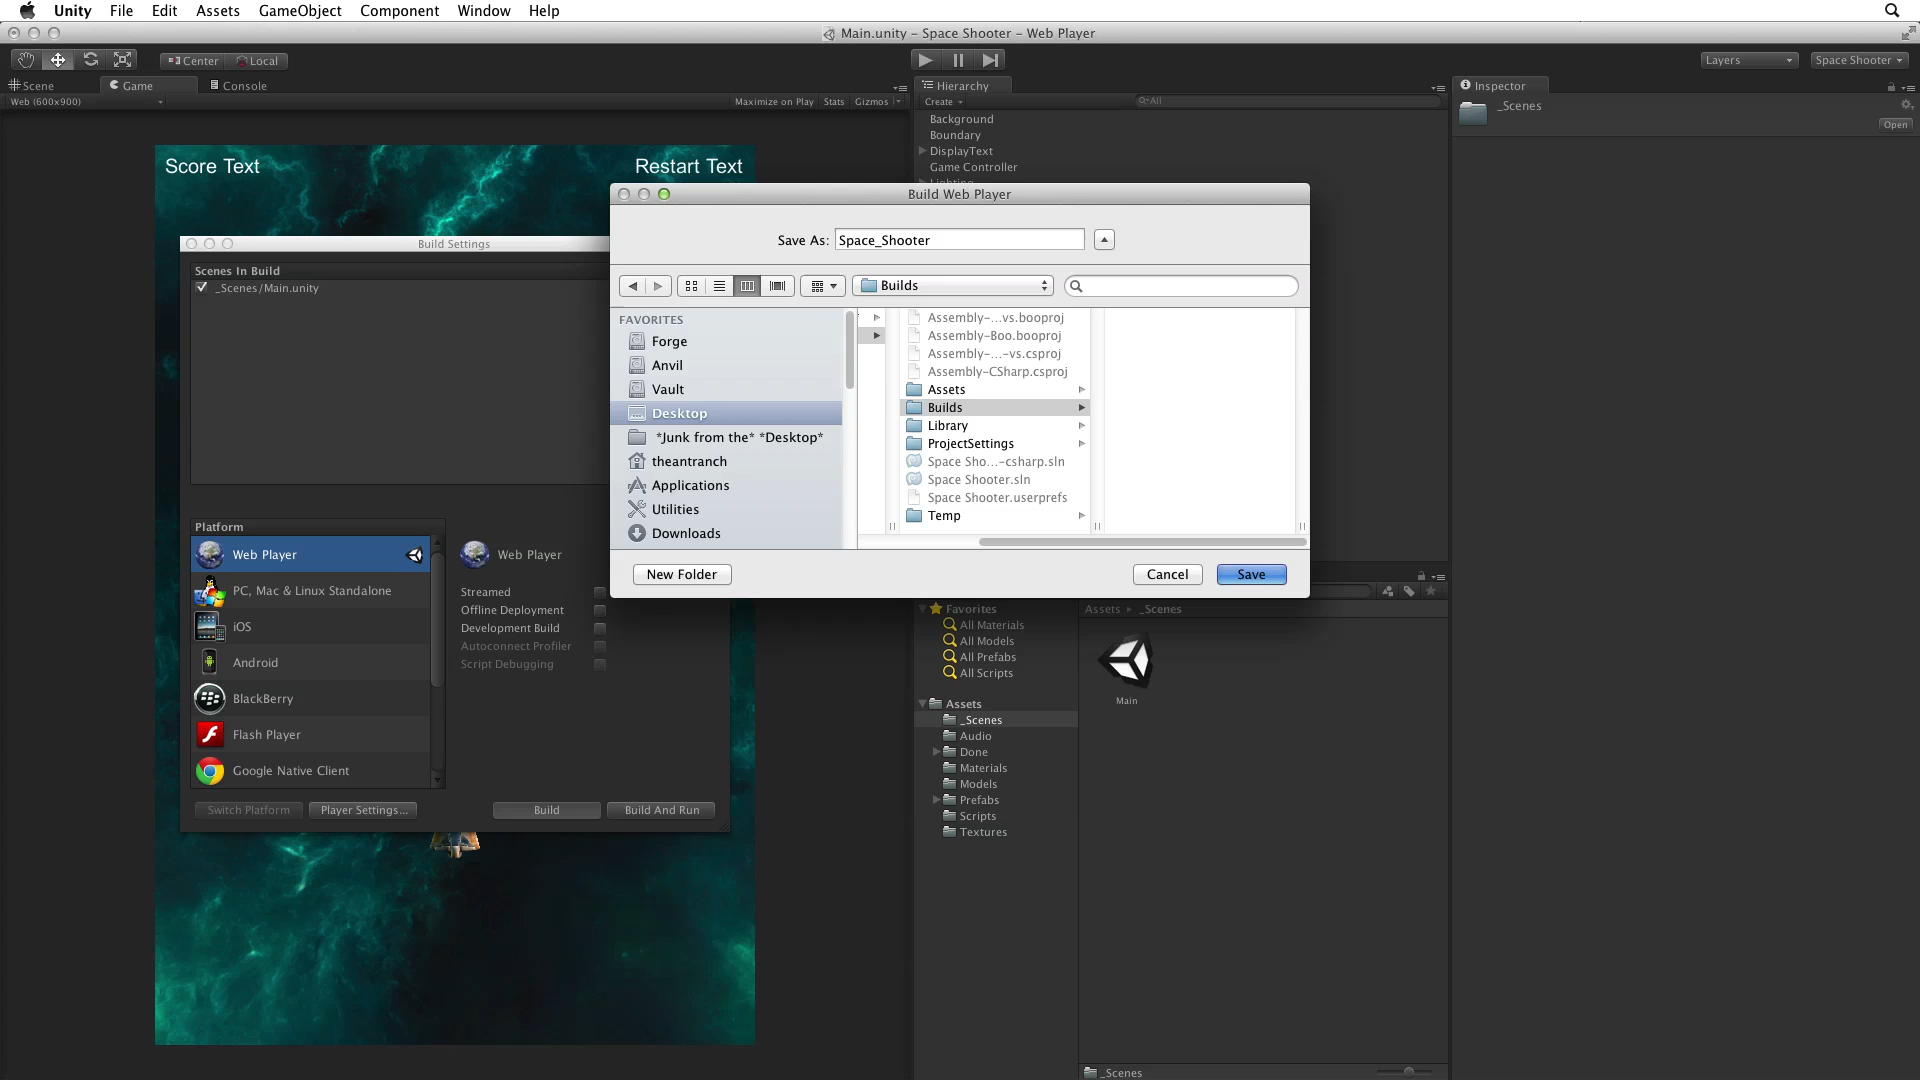 Unity File Edit Assets GameObject Component Window Help
Main.unity – Space Shooter – Web Player
Center Local
Layers
Space Shooter
Scene
Game
Console
Web (600x900)
Maximize on Play Stats Gizmos
Hierarchy
Create
All
Background
Boundary
DisplayText
Game Controller
Lighting
Inspector
_Scenes
Open
Score Text
Restart Text
Build Settings
Scenes In Build
_Scenes/Main.unity
Platform
Web Player
PC, Mac & Linux Standalone
iOS
Android
BlackBerry
Flash Player
Google Native Client
Web Player
Streamed
Offline Deployment
Development Build
Autoconnect Profiler
Script Debugging
Switch Platform
Player Settings...
Build
Build And Run
Build Web Player
Save As: Space_Shooter
Builds
FAVORITES
Forge
Anvil
Vault
Desktop
*Junk from the* *Desktop*
theantranch
Applications
Utilities
Downloads
Assembly-...vs.booproj
Assembly-Boo.booproj
Assembly-...-vs.csproj
Assembly-CSharp.csproj
Assets
Builds
Library
ProjectSettings
Space Sho...-csharp.sln
Space Shooter.sln
Space Shooter.userprefs
Temp
New Folder
Cancel
Save
Favorites
All Materials
All Models
All Prefabs
All Scripts
Assets
_Scenes
Audio
Done
Materials
Models
Prefabs
Scripts
Textures
Assets _Scenes
Main
_Scenes